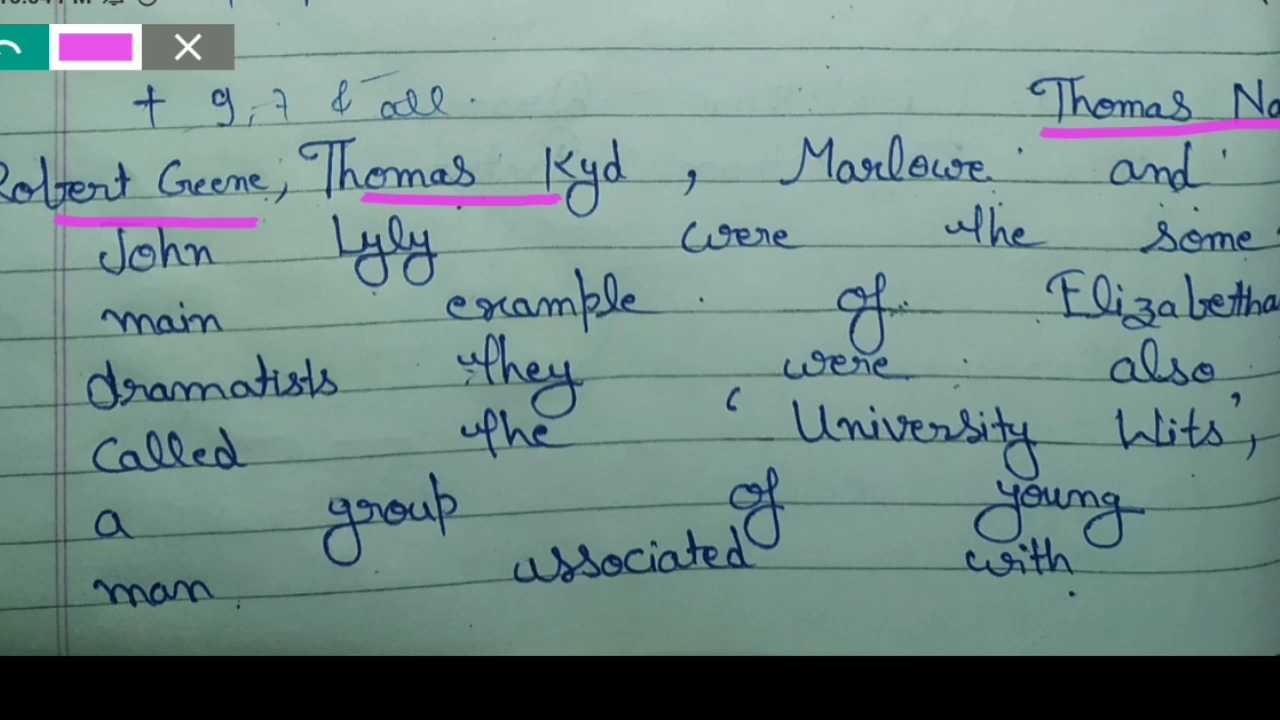 + 9,7 & all. Thomas Na
Robert Greene, Thomas Kyd, Marlowe and
John Lyly were the some
main example of Elizabetha
dramatists they were also
called the 'University Wits',
a group of young
man associated with